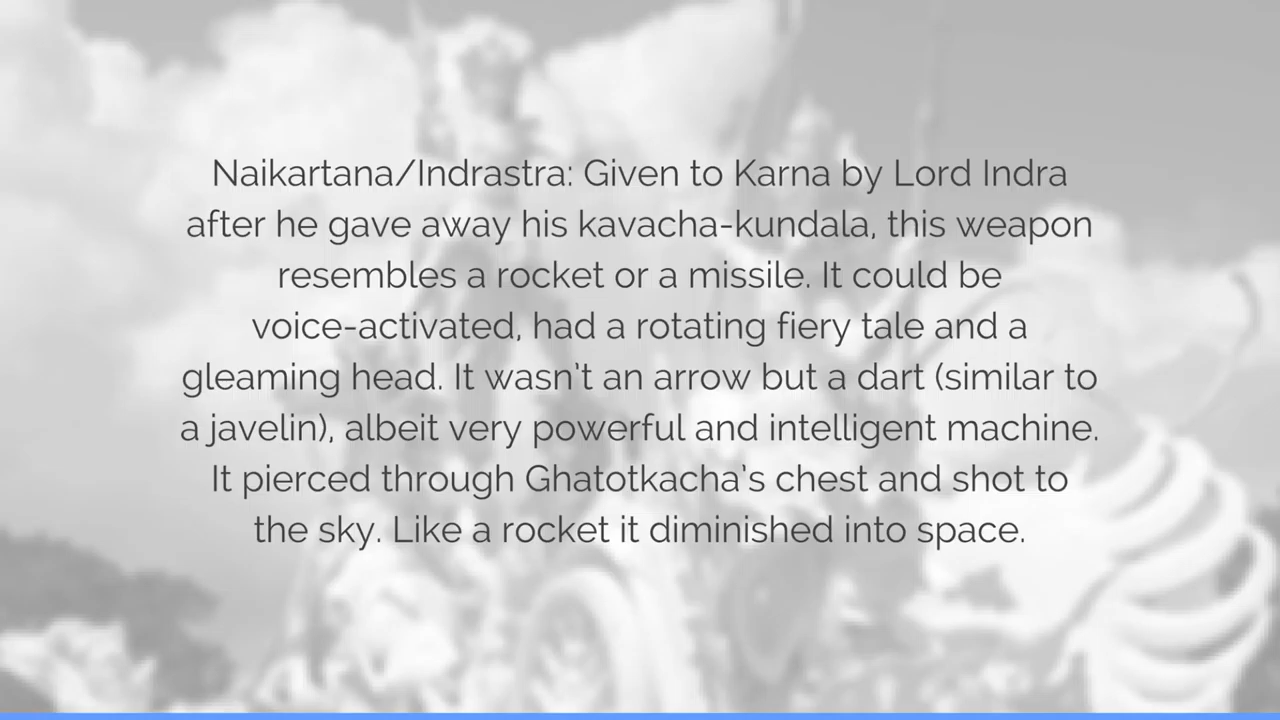 Naikartana/Indrastra: Given to Karna by Lord Indra
after he gave away his kavacha-kundala, this weapon
resembles a rocket or a missile. It could be
voice-activated, had a rotating fiery tale and a
gleaming head. It wasn't an arrow but a dart (similar to
a javelin), albeit very powerful and intelligent machine.
It pierced through Ghatotkacha's chest and shot to
the sky. Like a rocket it diminished into space.